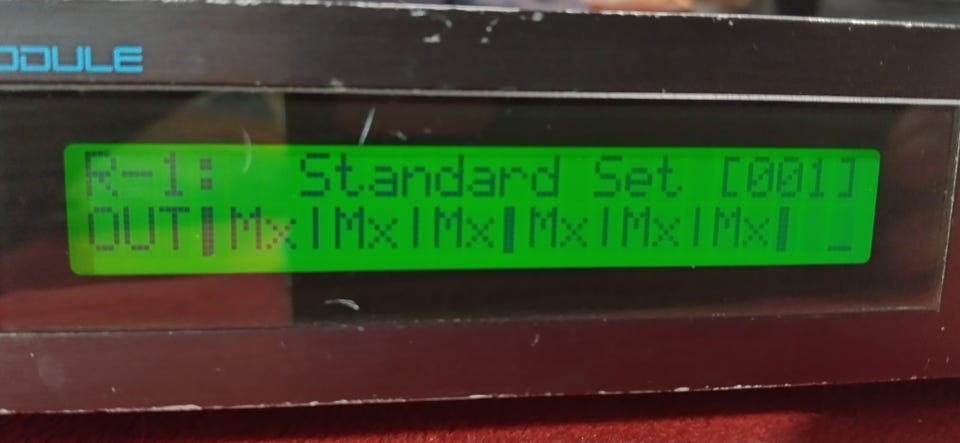 ODULE
R-1: Standard Set [001]
OUT|Mx|Mx|Mx|Mx|Mx|Mx| _